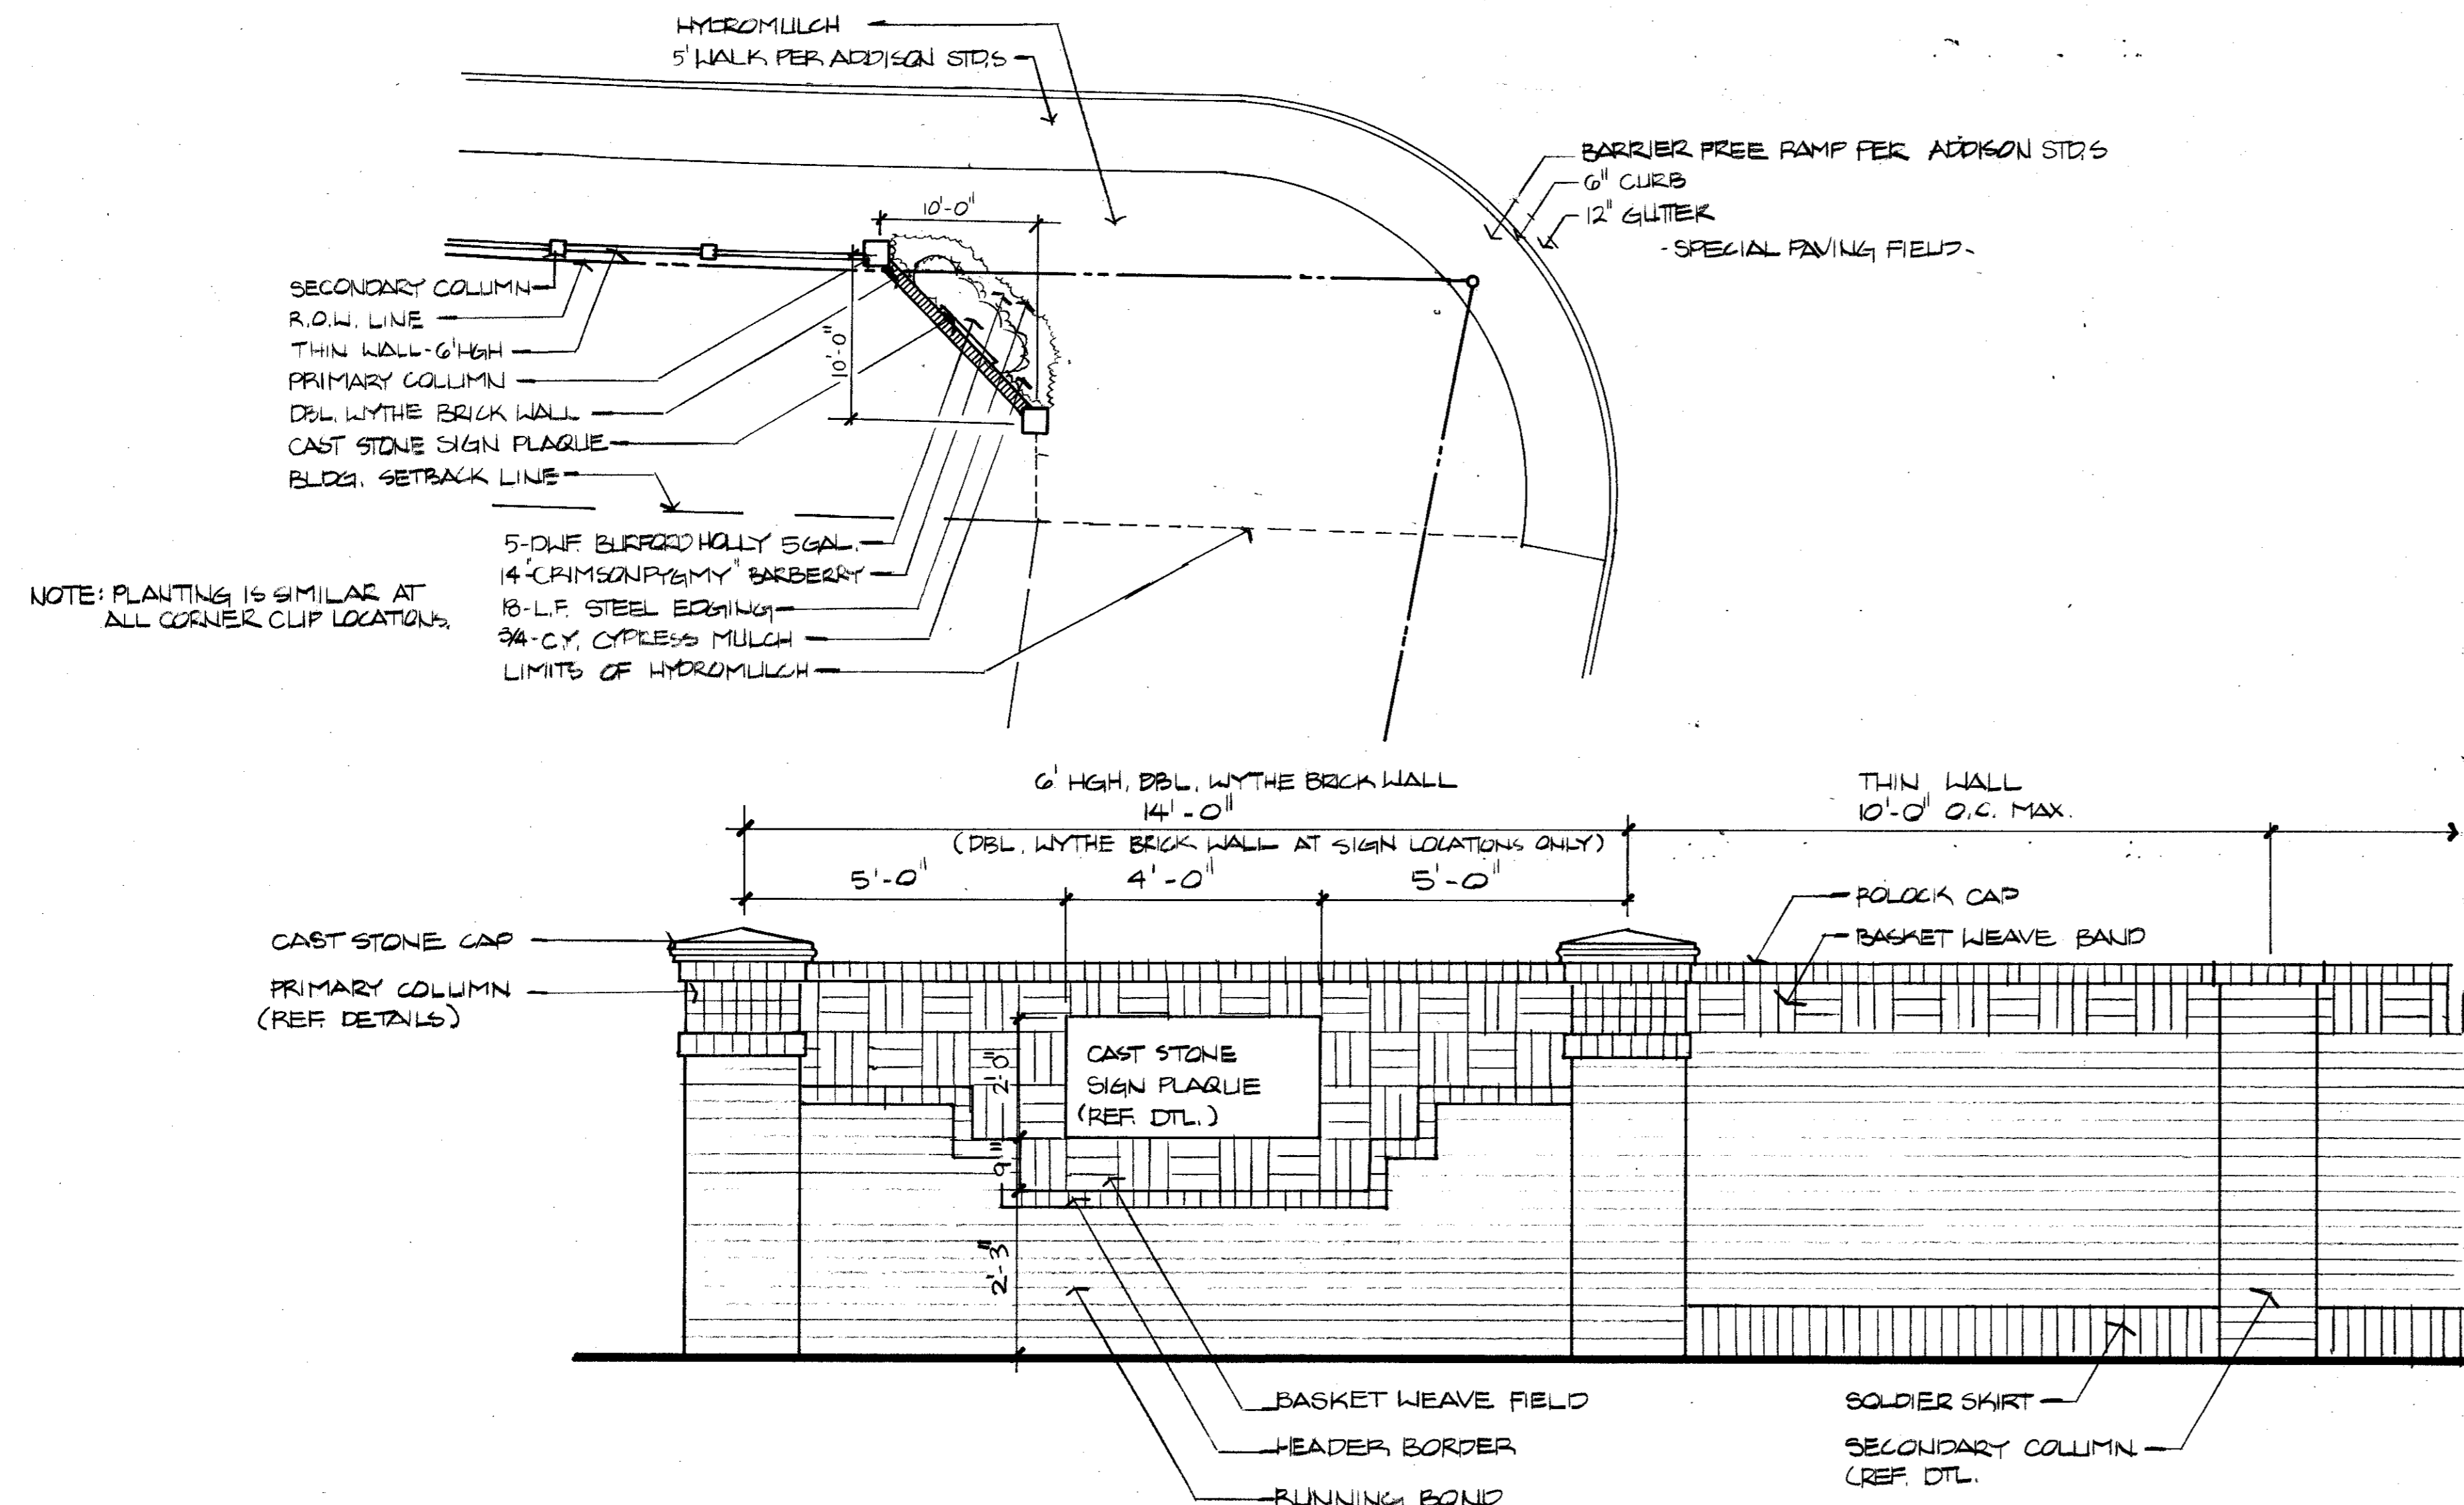 HYDROMULCH
5' WALK PER ADDISON STD.S
BARRIER FREE RAMP PER ADDISON STD.S
6" CURB
12" GUTTER
-SPECIAL PAVING FIELD-
10'-0"
10'-0"
SECONDARY COLUMN
R.O.W. LINE
THIN WALL-6'HGH
PRIMARY COLUMN
DBL. WYTHE BRICK WALL
CAST STONE SIGN PLAQUE
BLDG. SETBACK LINE
5-DWF. BURFORD HOLLY 5GAL.
14-"CRIMSON PYGMY" BARBERRY
18-L.F. STEEL EDGING
3/4-C.Y. CYPRESS MULCH
LIMITS OF HYDROMULCH
NOTE: PLANTING IS SIMILAR AT
ALL CORNER CLIP LOCATIONS.
6' HGH. DBL. WYTHE BRICK WALL
14'-0"
(DBL. WYTHE BRICK WALL AT SIGN LOCATIONS ONLY)
THIN WALL
10'-0" O.C. MAX.
5'-0"
4'-0"
5'-0"
ROLOCK CAP
BASKET WEAVE BAND
CAST STONE CAP
PRIMARY COLUMN
(REF. DETAILS)
CAST STONE
SIGN PLAQUE
(REF. DTL.)
2'-0"
9"
2'-3"
BASKET WEAVE FIELD
HEADER BORDER
RUNNING BOND
SOLDIER SKIRT
SECONDARY COLUMN
(REF. DTL.